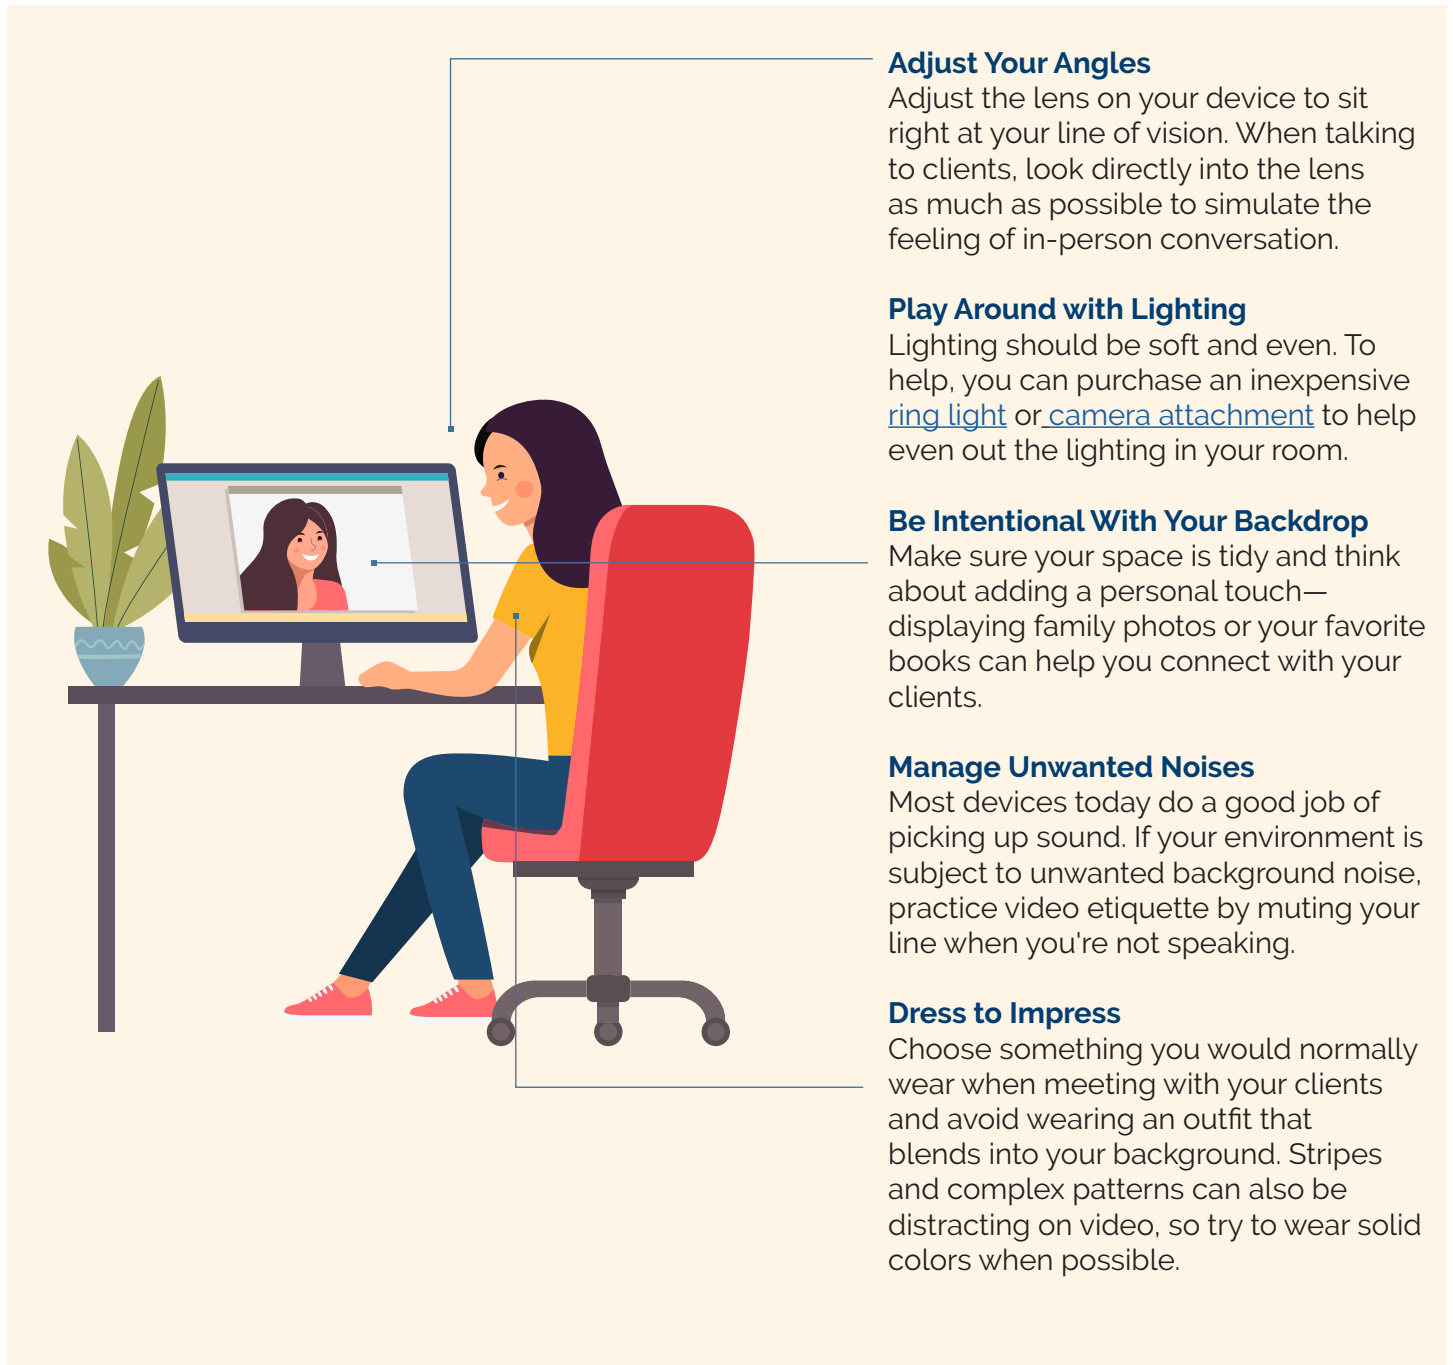 Adjust Your Angles
Adjust the lens on your device to sit
right at your line of vision. When talking
to clients, look directly into the lens
as much as possible to simulate the
feeling of in-person conversation.
Play Around with Lighting
Lighting should be soft and even. To
help, you can purchase an inexpensive
ring light or camera attachment to help
even out the lighting in your room.
Be Intentional With Your Backdrop
Make sure your space is tidy and think
about adding a personal touch—
displaying family photos or your favorite
books can help you connect with your
clients.
Manage Unwanted Noises
Most devices today do a good job of
picking up sound. If your environment is
subject to unwanted background noise,
practice video etiquette by muting your
line when you're not speaking.
Dress to Impress
Choose something you would normally
wear when meeting with your clients
and avoid wearing an outfit that
blends into your background. Stripes
and complex patterns can also be
distracting on video, so try to wear solid
colors when possible.